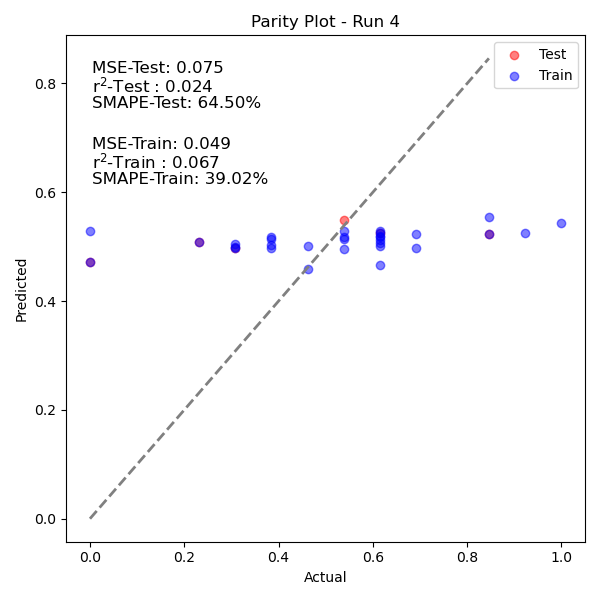 Parity Plot - Run 4
MSE-Test: 0.075
r²-Test : 0.024
SMAPE-Test: 64.50%
MSE-Train: 0.049
r²-Train : 0.067
SMAPE-Train: 39.02%
Test
Train
Predicted
0.8
0.6
0.4
0.2
0.0
0.0 0.2 0.4 0.6 0.8 1.0
Actual